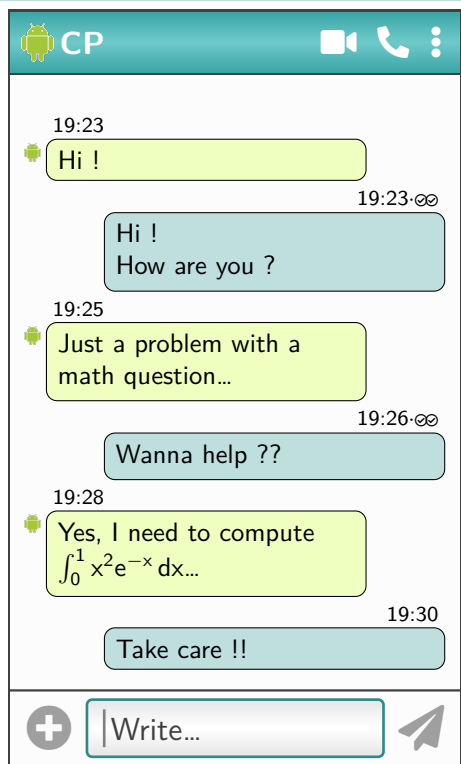 CP
19:23
Hi !
19:23
Hi !
How are you ?
19:25
Just a problem with a
math question…
19:26
Wanna help ??
19:28
Yes, I need to compute
∫₀¹ x²e⁻ˣ dx…
19:30
Take care !!
Write…